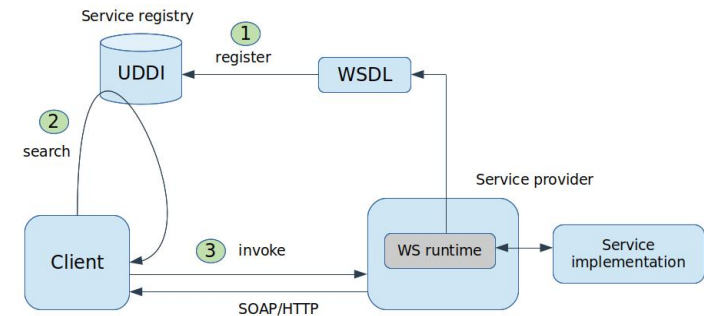 Service registry
1
register
UDDI
WSDL
2
search
Service provider
3
invoke
Client
WS runtime
Service
implementation
SOAP/HTTP